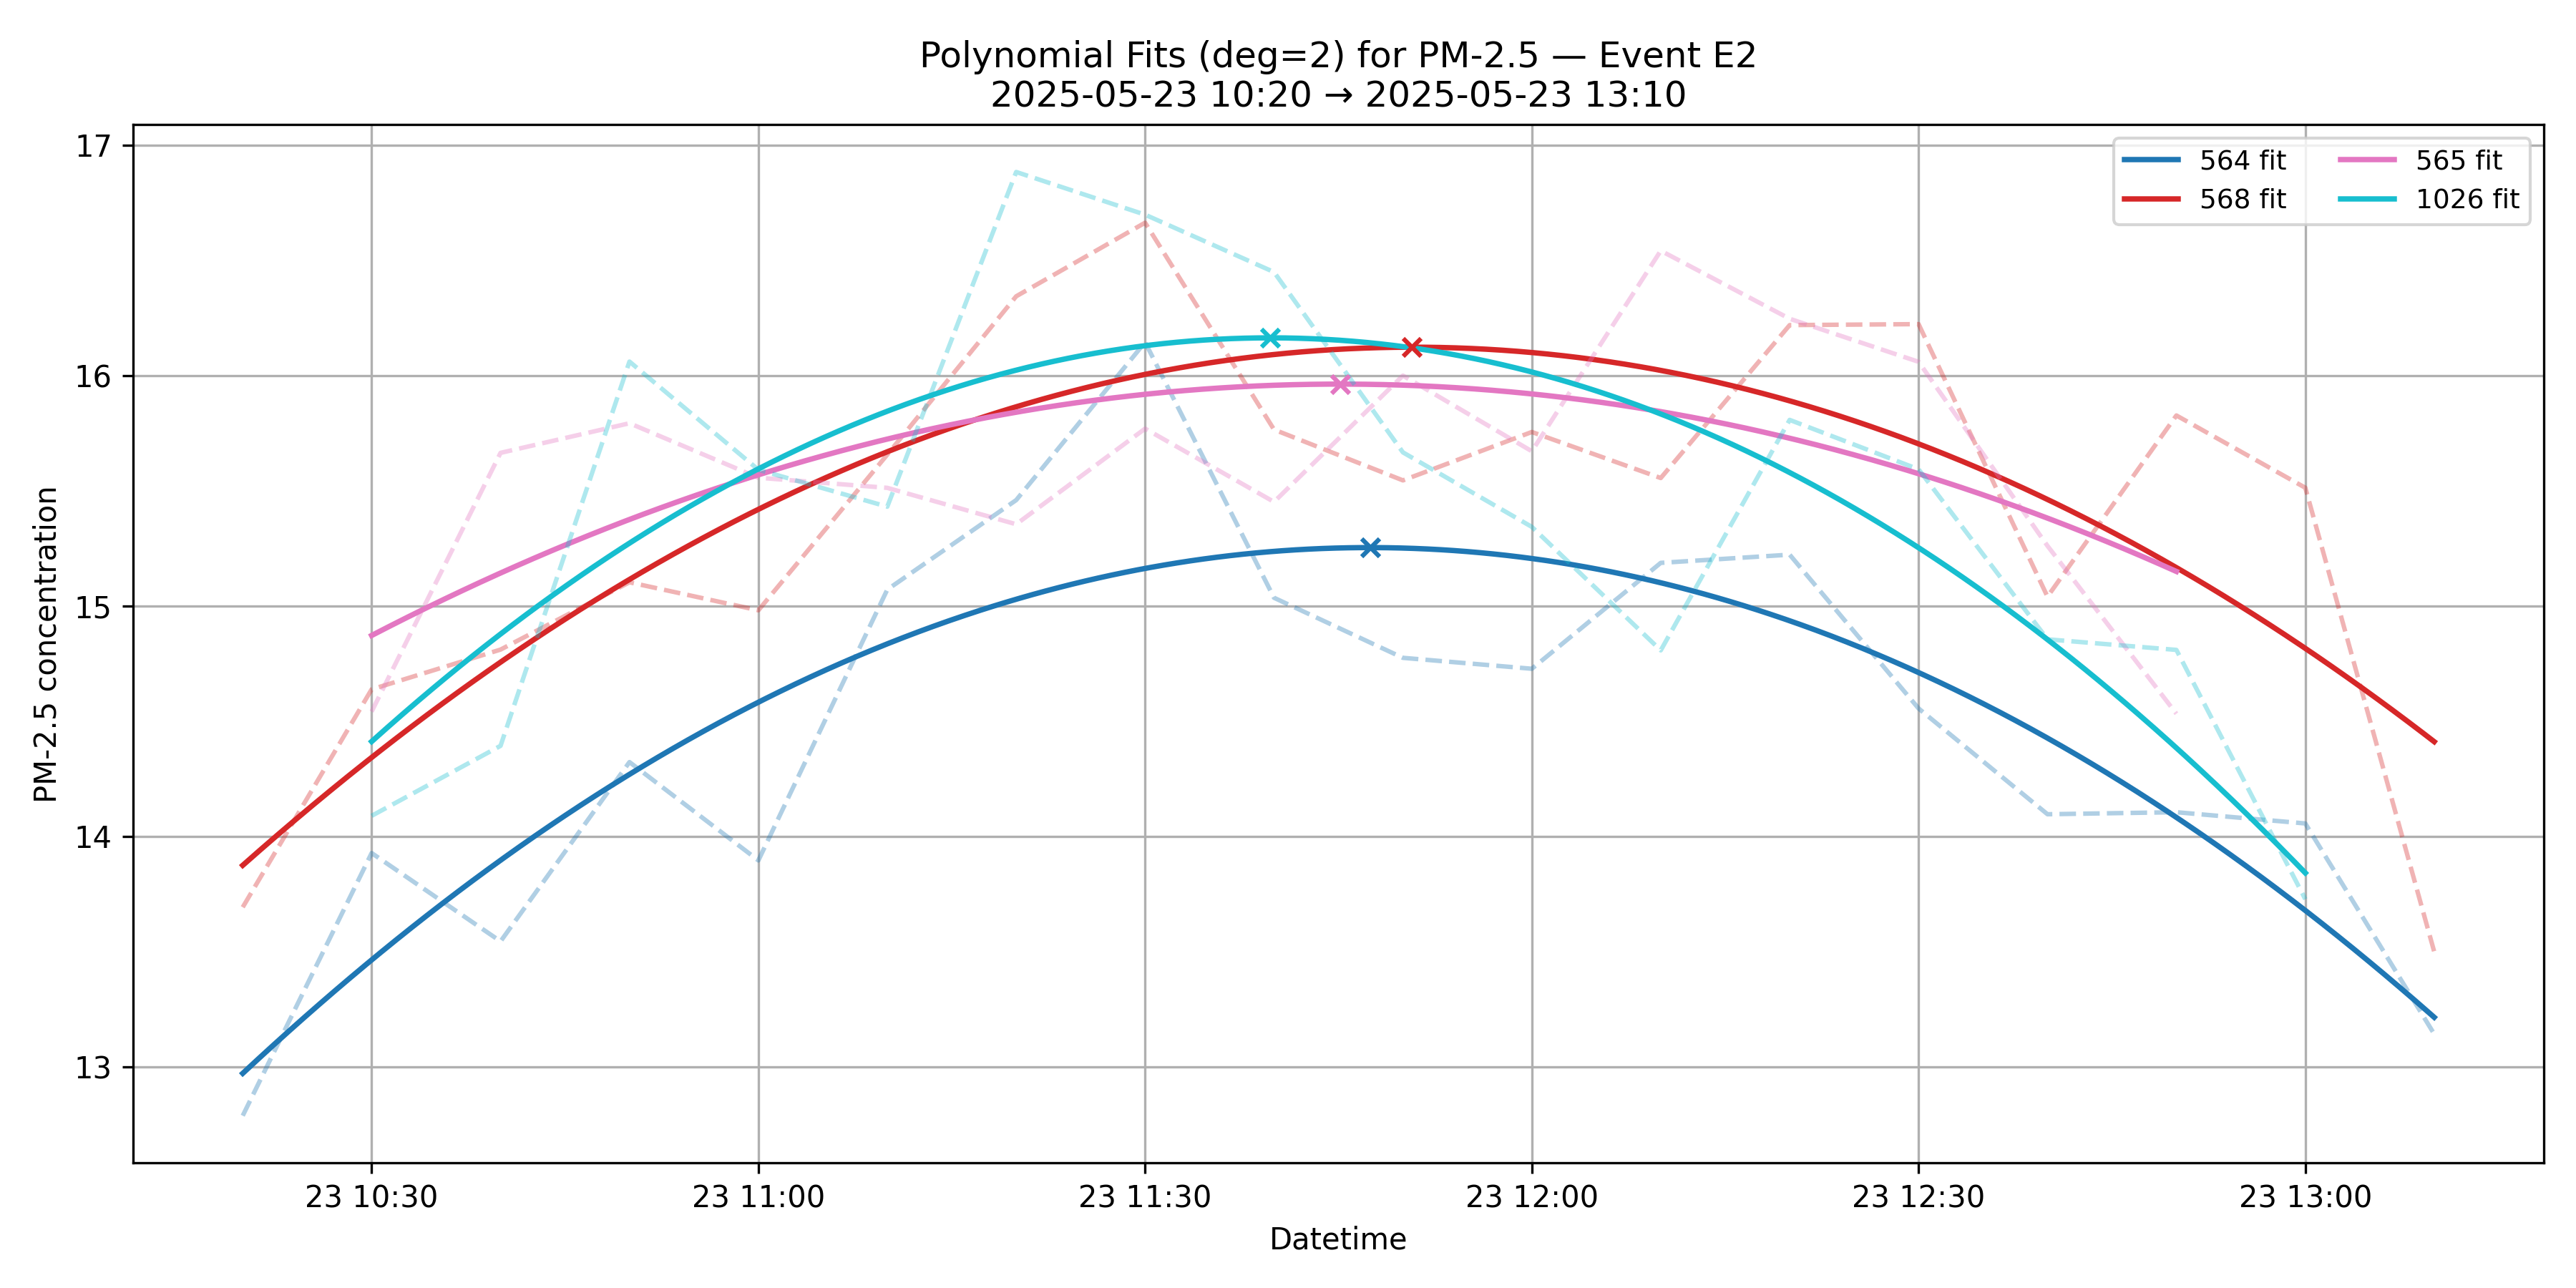 Polynomial Fits (deg=2) for PM-2.5 — Event E2
2025-05-23 10:20 → 2025-05-23 13:10
564 fit
568 fit
565 fit
1026 fit
PM-2.5 concentration
17
16
15
14
13
23 10:30
23 11:00
23 11:30
23 12:00
23 12:30
23 13:00
Datetime